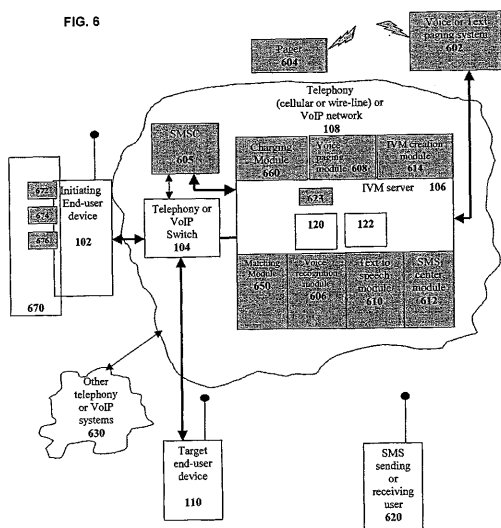 FIG. 6
Voice or Text
paging system
602
Pager
604
Telephony
(cellular or wire-line) or
VoIP network
108
SMSC
605
Charging
Module
660
Voice
paging
module 608
IVM creation
module
614
IVM server
106
623
120
122
672
674
676
670
Initiating
End-user
device
102
Telephony or
VoIP
Switch
104
Matching
Module
650
Voice
recognition
module
606
Text to
speech
module
610
SMS
center
module
612
Other
telephony
or VoIP
systems
630
Target
end-user
device
110
SMS
sending
or
receiving
user
620